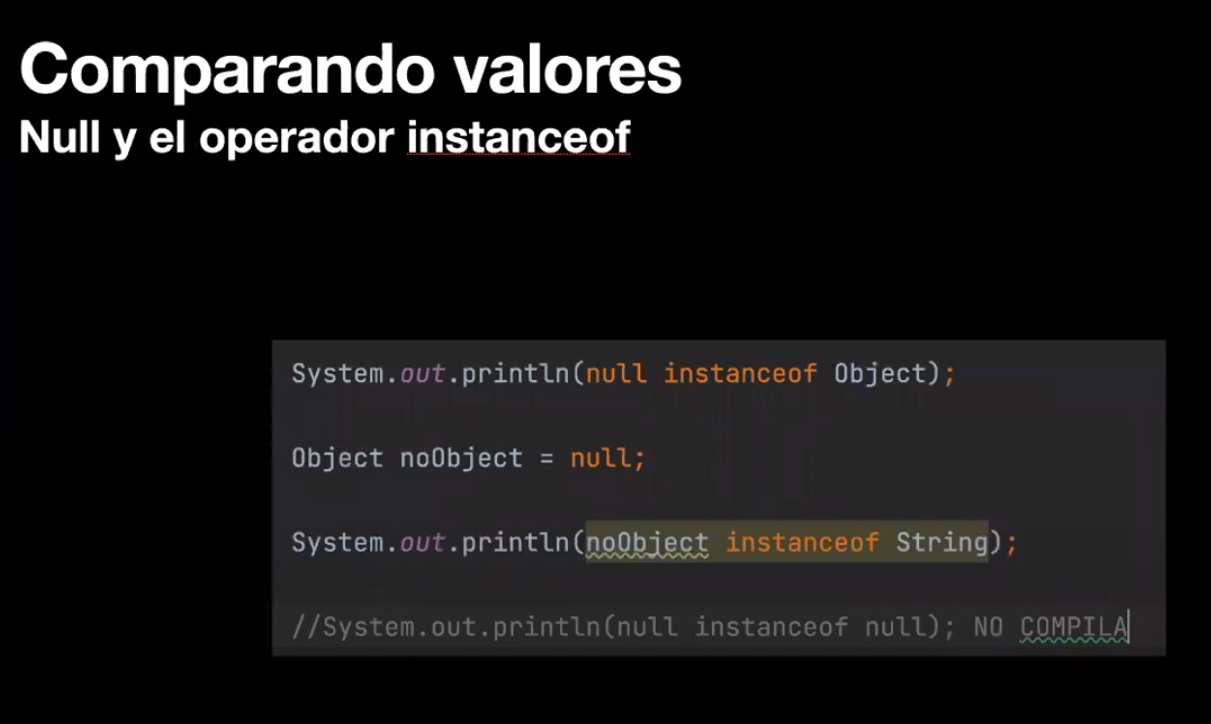 Comparando valores
Null y el operador instanceof
System.out.println(null instanceof Object);
Object noObject = null;
System.out.println(noObject instanceof String);
//System.out.println(null instanceof null); NO COMPILA